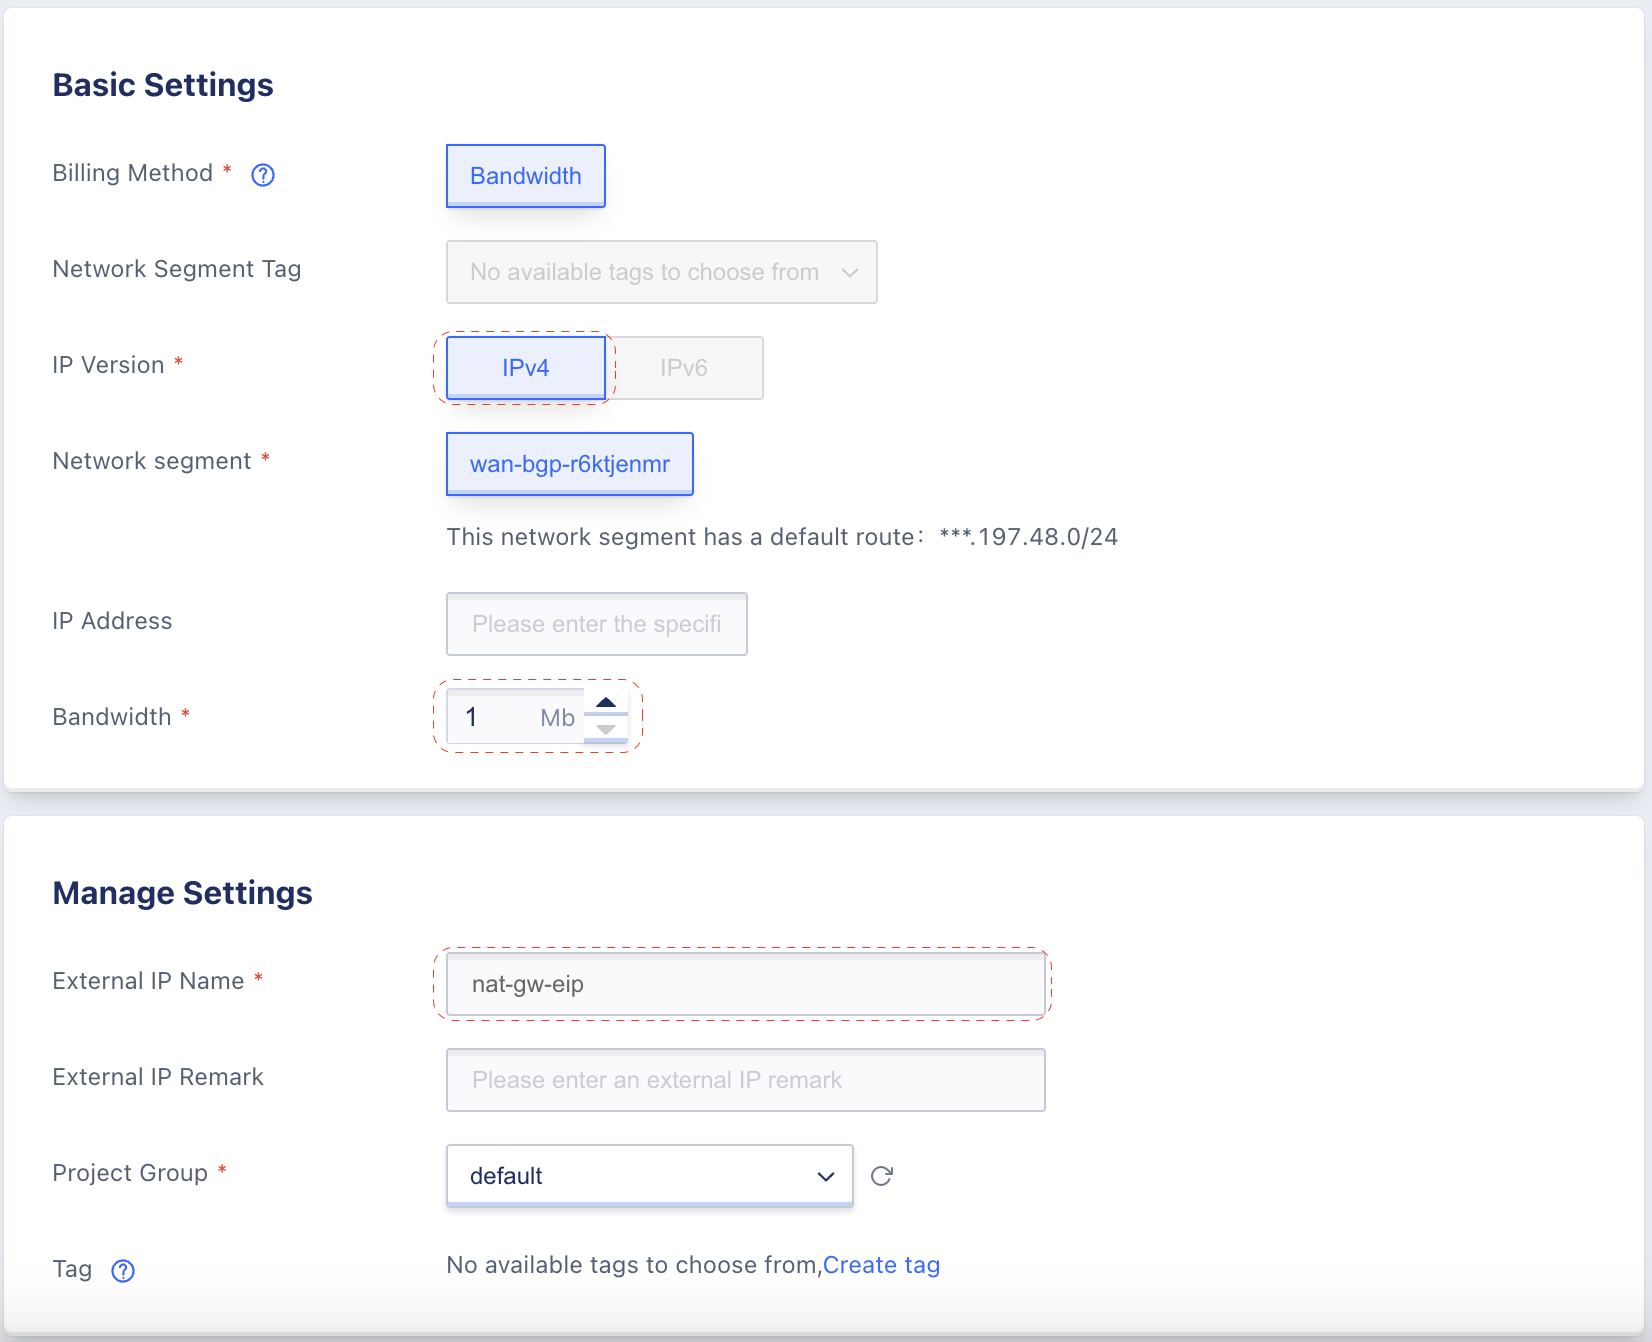 Basic Settings
Billing Method * ?
Bandwidth
Network Segment Tag
No available tags to choose from
IP Version *
IPv4
IPv6
Network segment *
wan-bgp-r6ktjenmr
This network segment has a default route: ***.197.48.0/24
IP Address
Please enter the specifi
Bandwidth *
1 Mb
Manage Settings
External IP Name *
nat-gw-eip
External IP Remark
Please enter an external IP remark
Project Group *
default
Tag ?
No available tags to choose from,Create tag